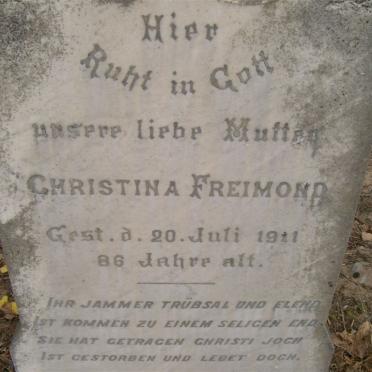 Hier
Ruht in Gott
unsere liebe Mutter
CHRISTINA FREIMOND
Gest. d. 20. Juli 1911
86 Jahre alt.
IHR JAMMER TRÜBSAL UND ELEND
IST KOMMEN ZU EINEM SELIGEN END
SIE HAT GETRAGEN CHRISTI JOCH
IST GESTORBEN UND LEBET DOCH.